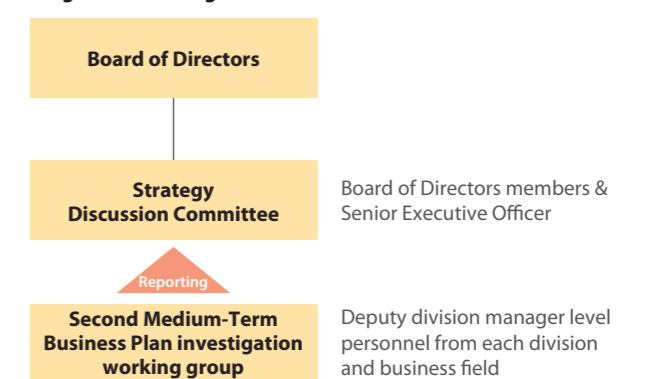 Board of Directors
Strategy
Discussion Committee
Board of Directors members &
Senior Executive Officer
Reporting
Second Medium-Term
Business Plan investigation
working group
Deputy division manager level
personnel from each division
and business field